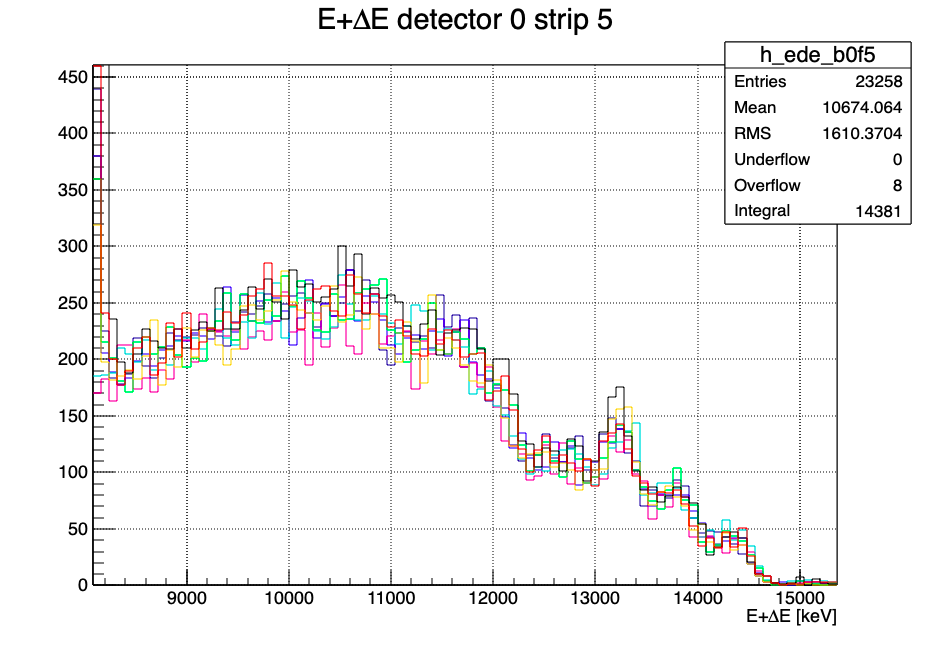 E+ΔE detector 0 strip 5
h_ede_b0f5
Entries 23258
Mean 10674.064
RMS 1610.3704
Underflow 0
Overflow 8
Integral 14381
450
400
350
300
250
200
150
100
50
0
9000 10000 11000 12000 13000 14000 15000
E+ΔE [keV]